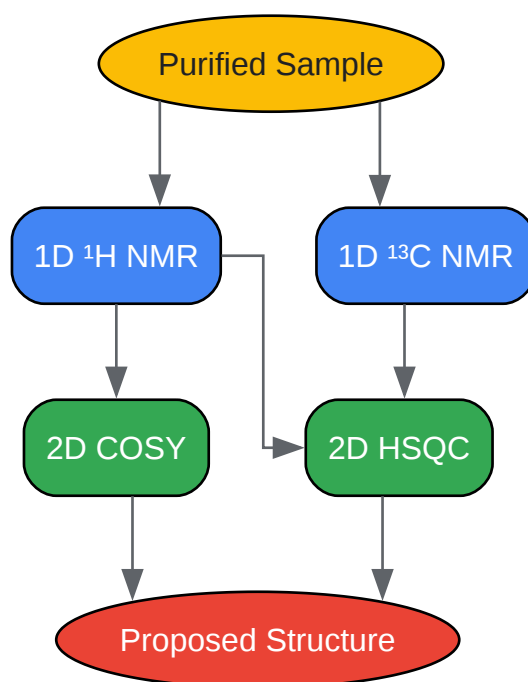 Purified Sample
1D ¹H NMR
1D ¹³C NMR
2D COSY
2D HSQC
Proposed Structure